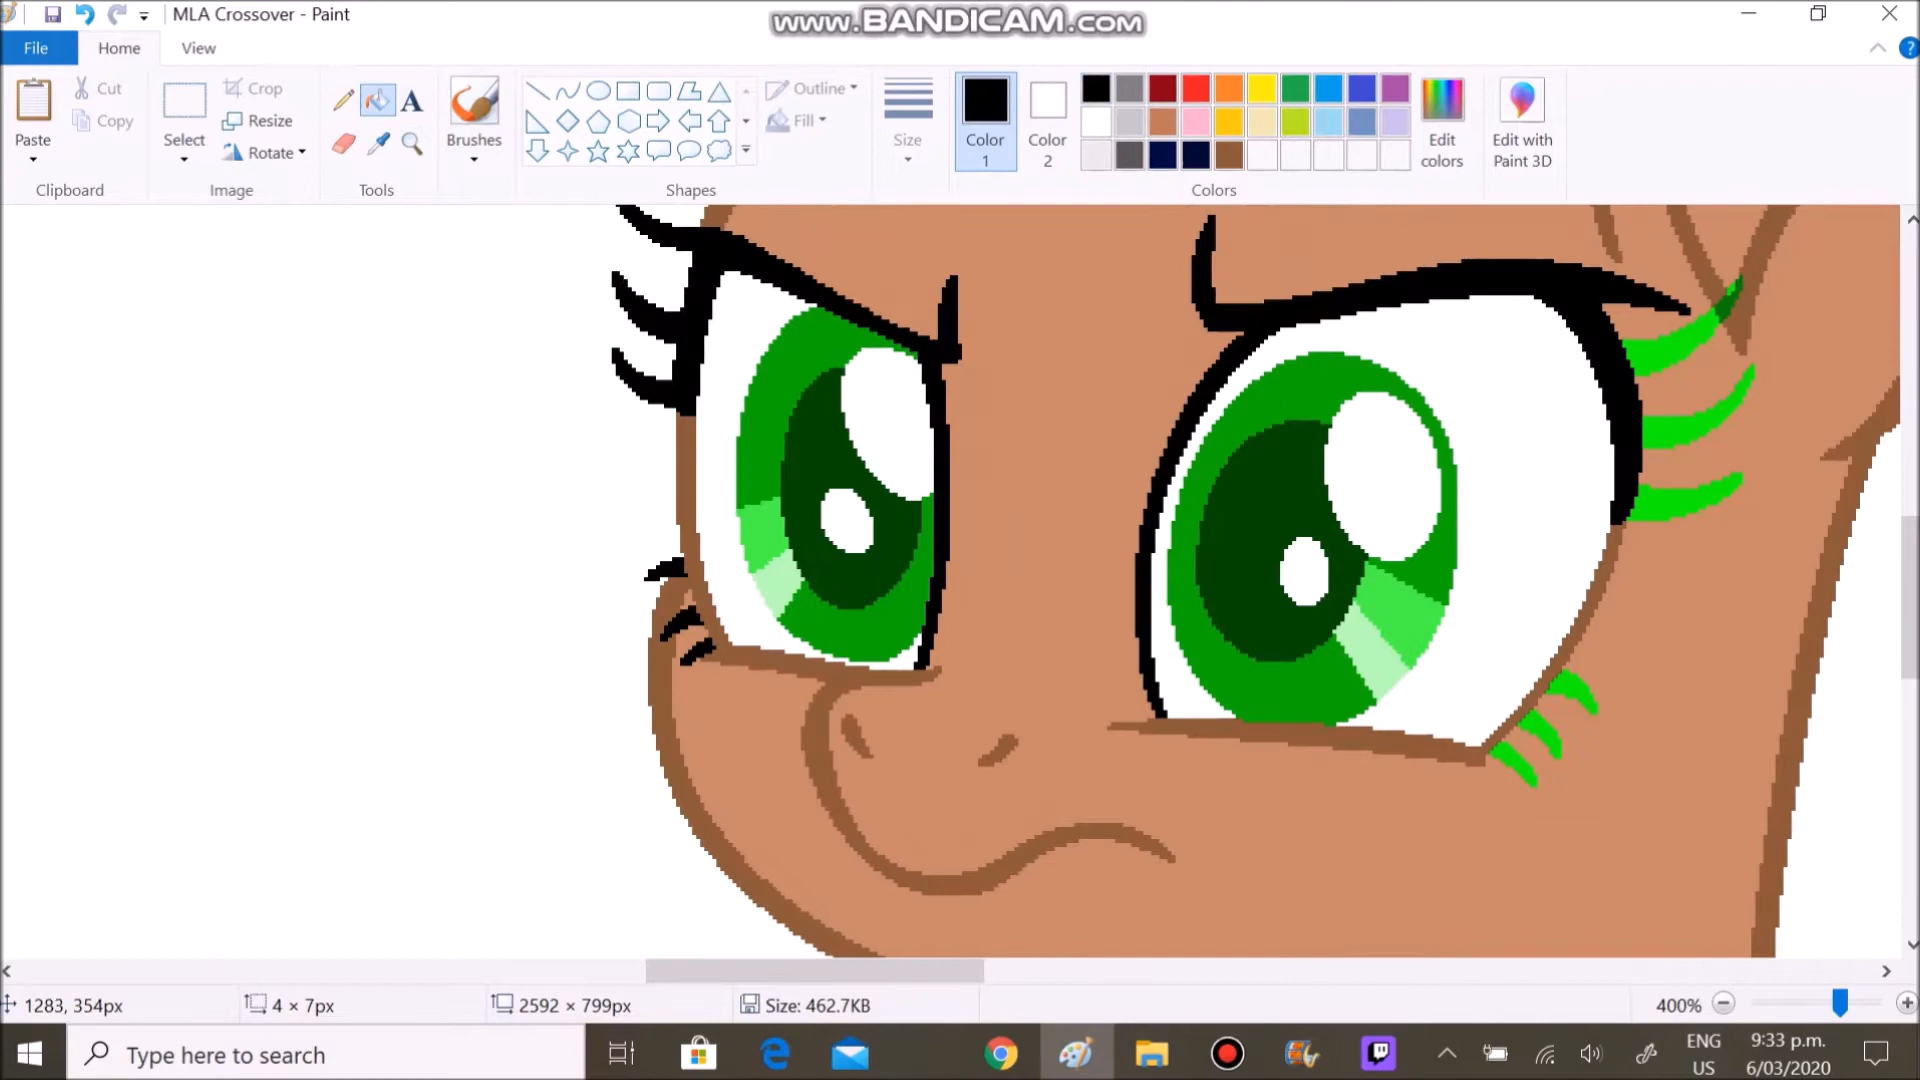 MLA Crossover - Paint
www.BANDICAM.com
File
Home
View
Paste
Cut
Copy
Clipboard
Select
Crop
Resize
Rotate
Image
A
Tools
Brushes
Outline
Fill
Shapes
Size
Color
1
Color
2
Edit
colors
Edit with
Paint 3D
Colors
?
1283, 354px
4 × 7px
2592 × 799px
Size: 462.7KB
400%
Type here to search
ENG
US
9:33 p.m.
6/03/2020